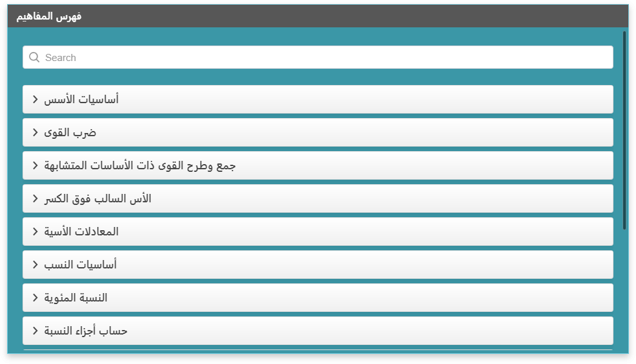 فهرس المفاهيم
Search
أساسيات الأسس
ضرب القوى
جمع وطرح القوى ذات الأساسات المتشابهة
الأس السالب فوق الكسر
المعادلات الأسية
أساسيات النسب
النسبة المئوية
حساب أجزاء النسبة